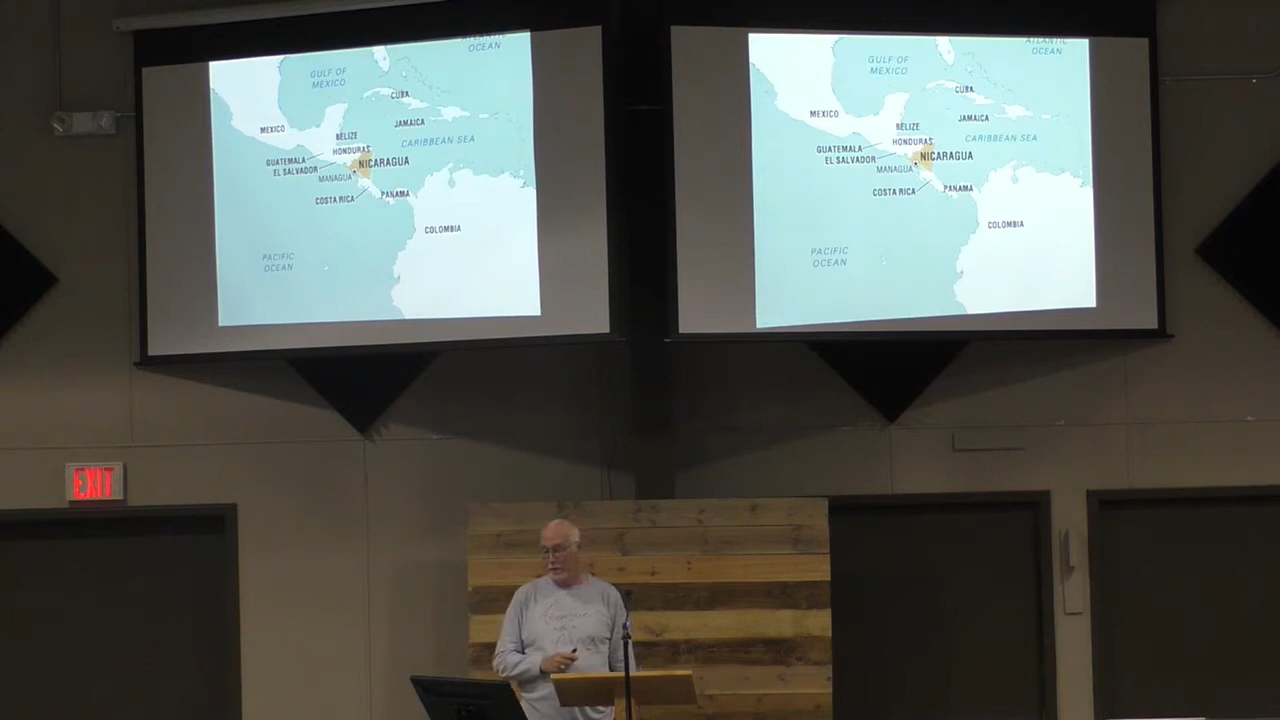 ATLANTIC
OCEAN
GULF OF
MEXICO
CUBA
MEXICO
JAMAICA
BELIZE
CARIBBEAN SEA
HONDURAS
GUATEMALA
NICARAGUA
EL SALVADOR
MANAGUA
COSTA RICA
PANAMA
COLOMBIA
PACIFIC
OCEAN
ATLANTIC
OCEAN
GULF OF
MEXICO
CUBA
MEXICO
JAMAICA
BELIZE
CARIBBEAN SEA
HONDURAS
GUATEMALA
NICARAGUA
EL SALVADOR
MANAGUA
COSTA RICA
PANAMA
COLOMBIA
PACIFIC
OCEAN
EXIT